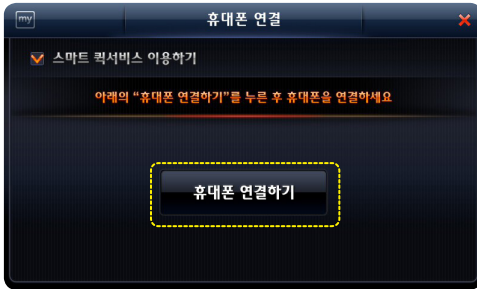 my
휴대폰 연결
스마트 퀵서비스 이용하기
아래의 “휴대폰 연결하기”를 누른 후 휴대폰을 연결하세요
휴대폰 연결하기